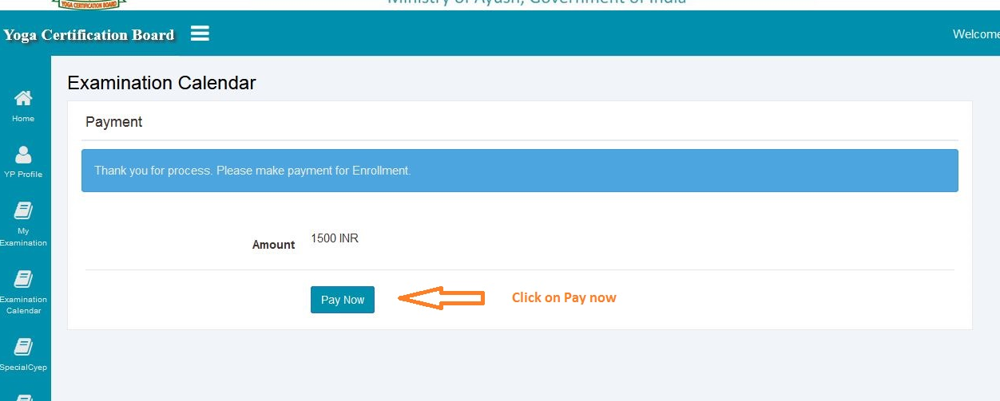 YOGA CERTIFICATION BOARD
Ministry of Ayush, Government of India
Yoga Certification Board
Welcome
Examination Calendar
Home
Payment
YP Profile
Thank you for process. Please make payment for Enrollment.
My
Examination
Amount 1500 INR
Examination
Calendar
Pay Now Click on Pay now
SpecialCyep